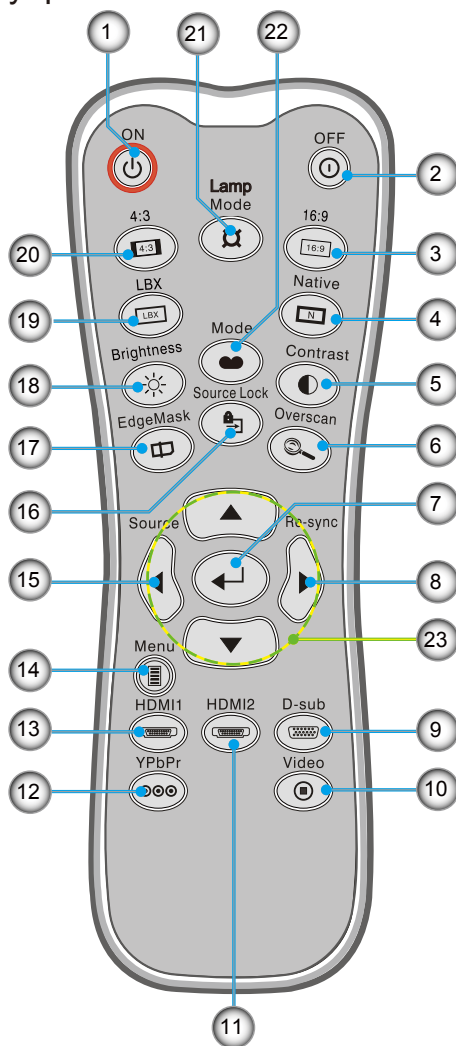 1
21
22
ON
OFF
2
Lamp
Mode
4:3
16:9
4:3
16:9
20
3
LBX
Native
LBX
N
19
4
Mode
Brightness
Contrast
18
5
Source Lock
EdgeMask
Overscan
17
6
16
7
Source
Re-sync
15
8
23
Menu
14
HDMI1
HDMI2
D-sub
13
9
YPbPr
Video
12
10
11